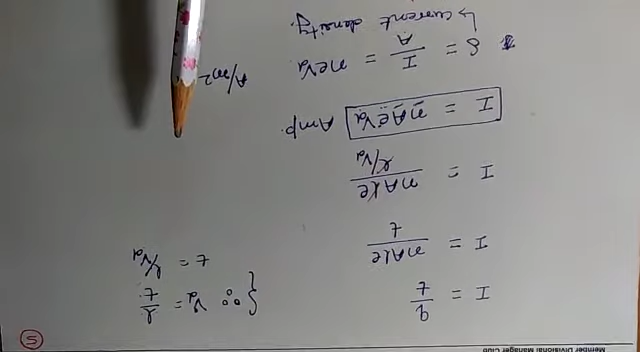 Member Divisional Manager Club
5
I = q/t
{∵ Vd = l/t.
t = l/Vd }
I = nAle/t
I = nAle/(l/Vd)
I = nAeVd Amp.
δ = I/A = neVd A/m²
↳ current density.